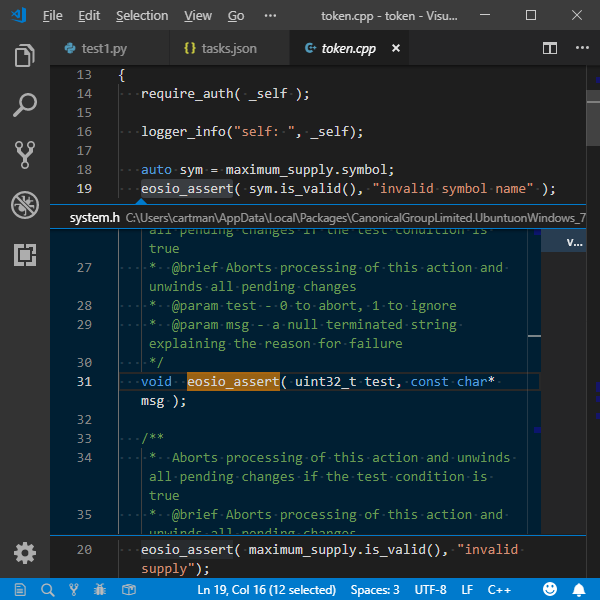 File Edit Selection View Go ··· token.cpp - token - Visu...
test1.py {} tasks.json token.cpp ×
13 {
14 require_auth( _self );
15
16 logger_info("self: ", _self);
17
18 auto sym = maximum_supply.symbol;
19 eosio_assert( sym.is_valid(), "invalid symbol name" );
system.h C:\Users\cartman\AppData\Local\Packages\CanonicalGroupLimited.UbuntuonWindows_7
all pending changes if the test condition is
v...
true
27 * @brief Aborts processing of this action and
unwinds all pending changes
28 * @param test - 0 to abort, 1 to ignore
29 * @param msg - a null terminated string
explaining the reason for failure
30 */
31 void eosio_assert( uint32_t test, const char*
msg );
32
33 /**
34 * Aborts processing of this action and unwinds
all pending changes if the test condition is
true
35 * @brief Aborts processing of this action and
unwinds all pending changes
20 eosio_assert( maximum_supply.is_valid(), "invalid
supply");
Ln 19, Col 16 (12 selected) Spaces: 3 UTF-8 LF C++